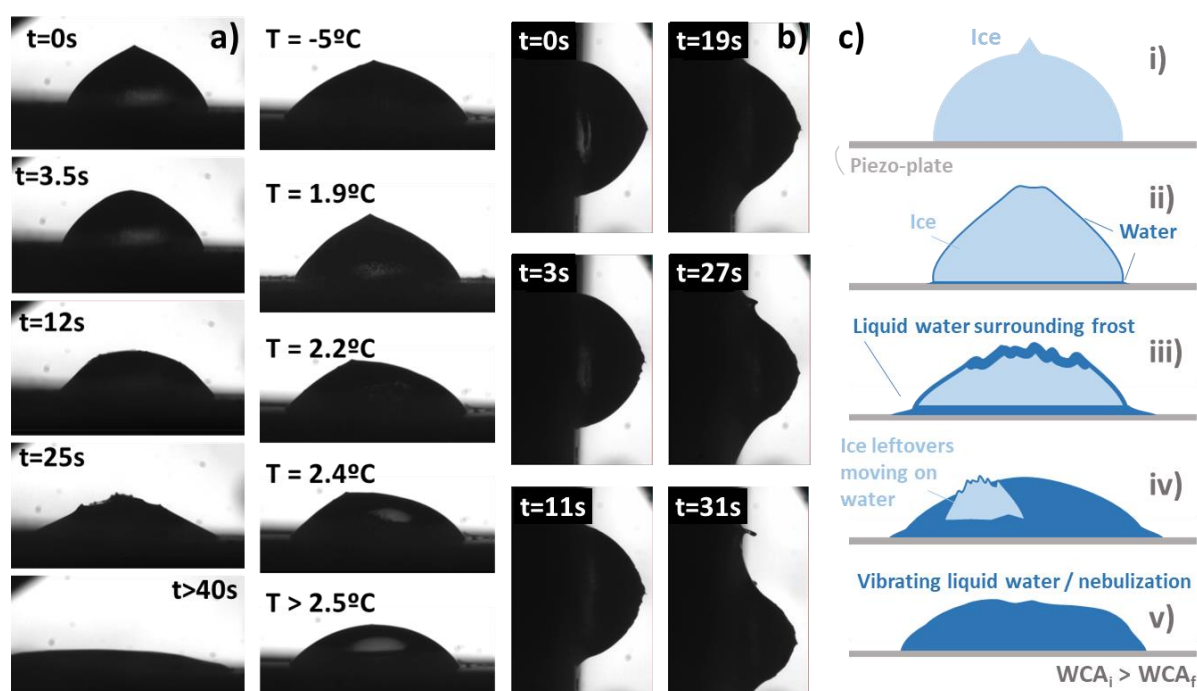 a)
t=0s
t=3.5s
t=12s
t=25s
t>40s
T = -5ºC
T = 1.9ºC
T = 2.2ºC
T = 2.4ºC
T > 2.5ºC
b)
t=0s
t=3s
t=11s
t=19s
t=27s
t=31s
c)
Ice
i)
Piezo-plate
ii)
Ice
Water
Liquid water surrounding frost
iii)
Ice leftovers
moving on
water
iv)
Vibrating liquid water / nebulization
v)
WCAi > WCAf